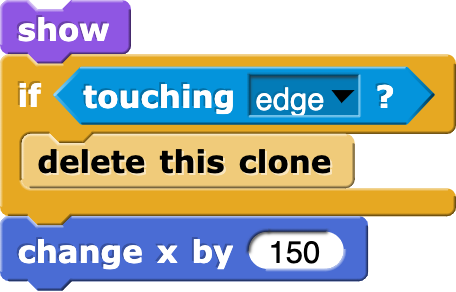 show
if touching edge ?
delete this clone
change x by 150